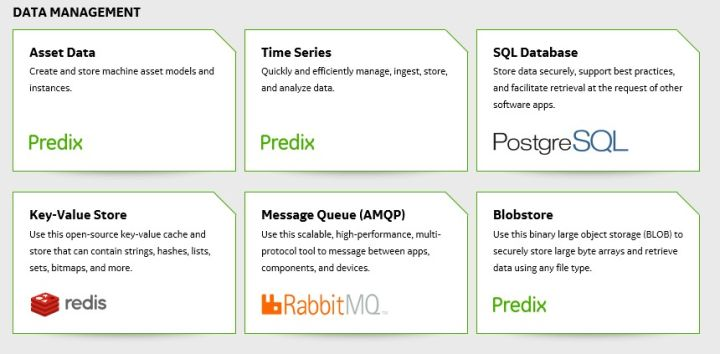 DATA MANAGEMENT
Asset Data
Create and store machine asset models and
instances.
Predix
Time Series
Quickly and efficiently manage, ingest, store,
and analyze data.
Predix
SQL Database
Store data securely, support best practices,
and facilitate retrieval at the request of other
software apps.
PostgreSQL
Key-Value Store
Use this open-source key-value cache and
store that can contain strings, hashes, lists,
sets, bitmaps, and more.
redis
Message Queue (AMQP)
Use this scalable, high-performance, multi-
protocol tool to message between apps,
components, and devices.
RabbitMQ
Blobstore
Use this binary large object storage (BLOB) to
securely store large byte arrays and retrieve
data using any file type.
Predix